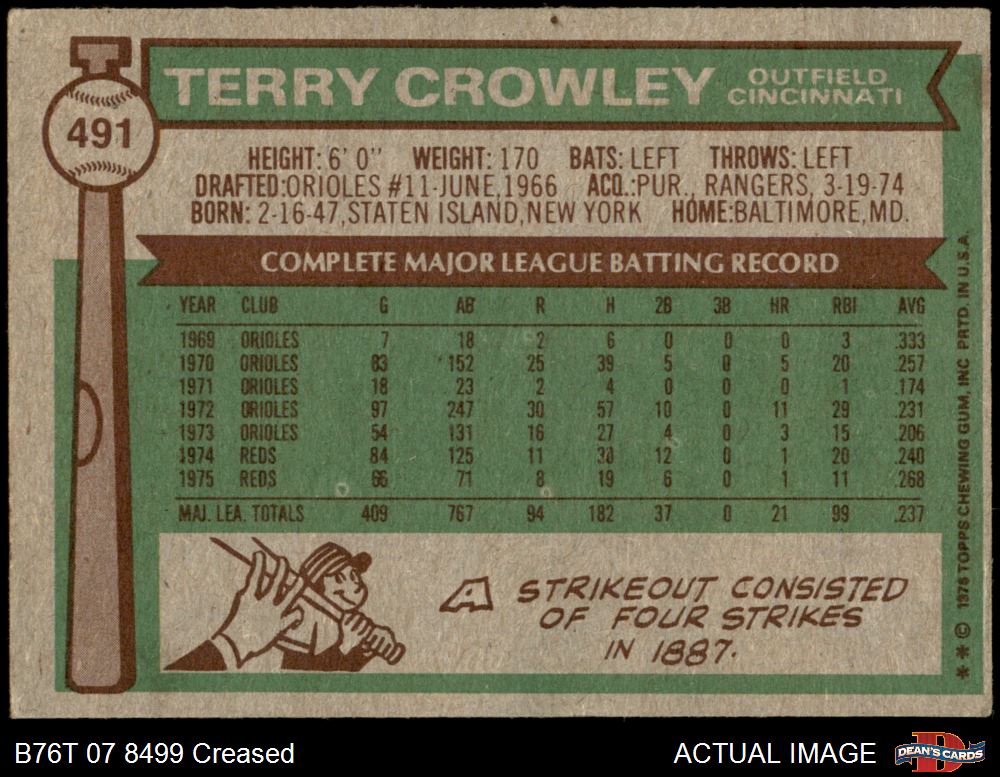 491
TERRY CROWLEY OUTFIELD CINCINNATI
HEIGHT: 6' 0" WEIGHT: 170 BATS: LEFT THROWS: LEFT
DRAFTED:ORIOLES #11-JUNE,1966 ACQ.:PUR., RANGERS, 3-19-74
BORN: 2-16-47,STATEN ISLAND,NEW YORK HOME:BALTIMORE,MD.
COMPLETE MAJOR LEAGUE BATTING RECORD
YEAR CLUB G AB R H 2B 3B HR RBI AVG
1969 ORIOLES 7 18 2 6 0 0 0 3 .333
1970 ORIOLES 83 152 25 39 5 0 5 20 .257
1971 ORIOLES 18 23 2 4 0 0 0 1 .174
1972 ORIOLES 97 247 30 57 10 0 11 29 .231
1973 ORIOLES 54 131 16 27 4 0 3 15 .206
1974 REDS 84 125 11 30 12 0 1 20 .240
1975 REDS 66 71 8 19 6 0 1 11 .268
MAJ. LEA. TOTALS 409 767 94 182 37 0 21 99 .237
A STRIKEOUT CONSISTED
OF FOUR STRIKES
IN 1887.
* * © 1976 TOPPS CHEWING GUM, INC PRTD. IN U.S.A.
B76T 07 8499 Creased ACTUAL IMAGE
DEAN'S CARDS